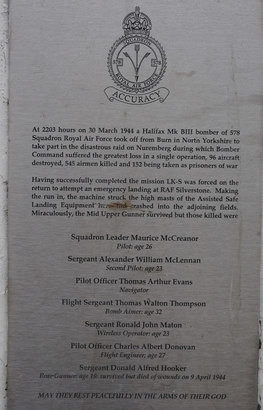 578
578
ROYAL AIR FORCE
ACCURACY
At 2203 hours on 30 March 1944 a Halifax Mk BIII bomber of 578
Squadron Royal Air Force took off from Burn in North Yorkshire to
take part in the disastrous raid on Nuremberg during which Bomber
Command suffered the greatest loss in a single operation, 96 aircraft
destroyed, 545 airmen killed and 152 being taken as prisoners of war
Having successfully completed the mission LK-S was forced on the
return to attempt an emergency landing at RAF Silverstone. Making
the run in, the machine struck the high masts of the Assisted Safe
Landing Equipment crashed into the adjoining fields.
Miraculously, the Mid Upper Gunner survived but those killed were
Squadron Leader Maurice McCreanor
Pilot: age 26
Sergeant Alexander William McLennan
Second Pilot: age 23
Pilot Officer Thomas Arthur Evans
Navigator
Flight Sergeant Thomas Walton Thompson
Bomb Aimer: age 32
Sergeant Ronald John Maton
Wireless Operator: age 23
Pilot Officer Charles Albert Donovan
Flight Engineer; age 27
Sergeant Donald Alfred Hooker
Rear Gunner: age 19: survived but died of wounds on 9 April 1944
MAY THEY REST PEACEFULLY IN THE ARMS OF THEIR GOD